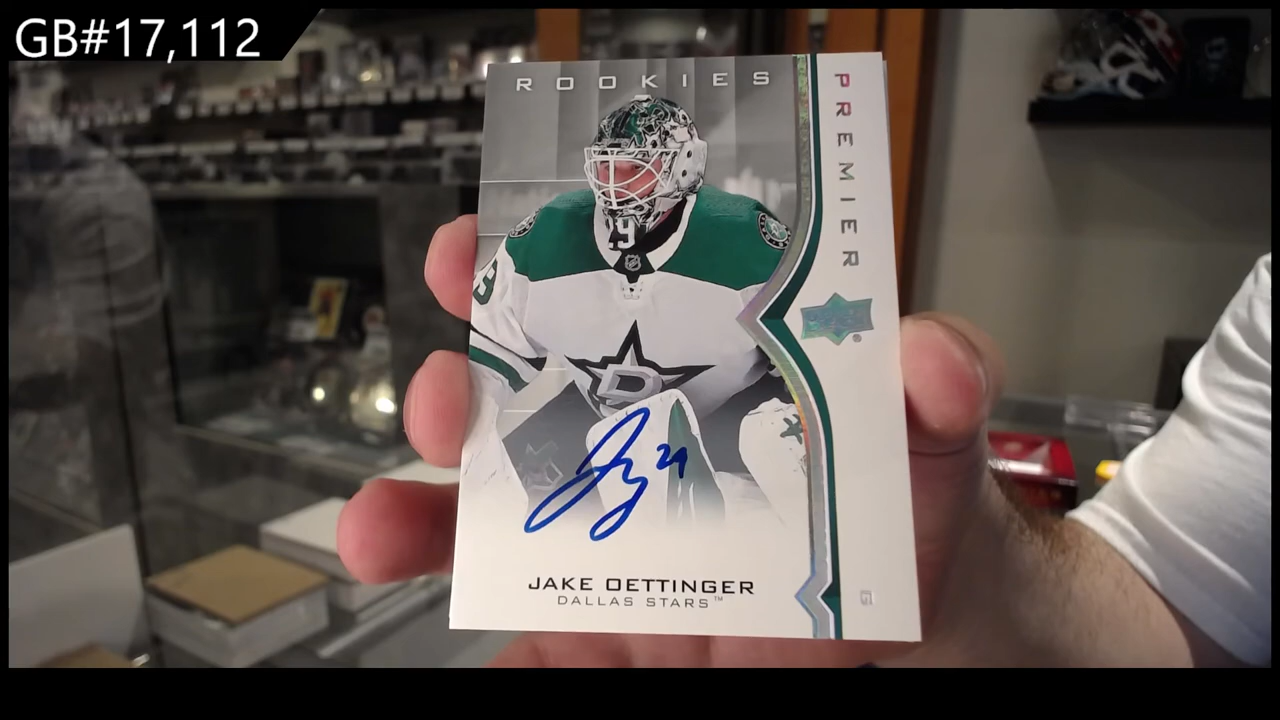 GB#17,112
ROOKIES
PREMIER
JAKE OETTINGER
DALLAS STARS™
G